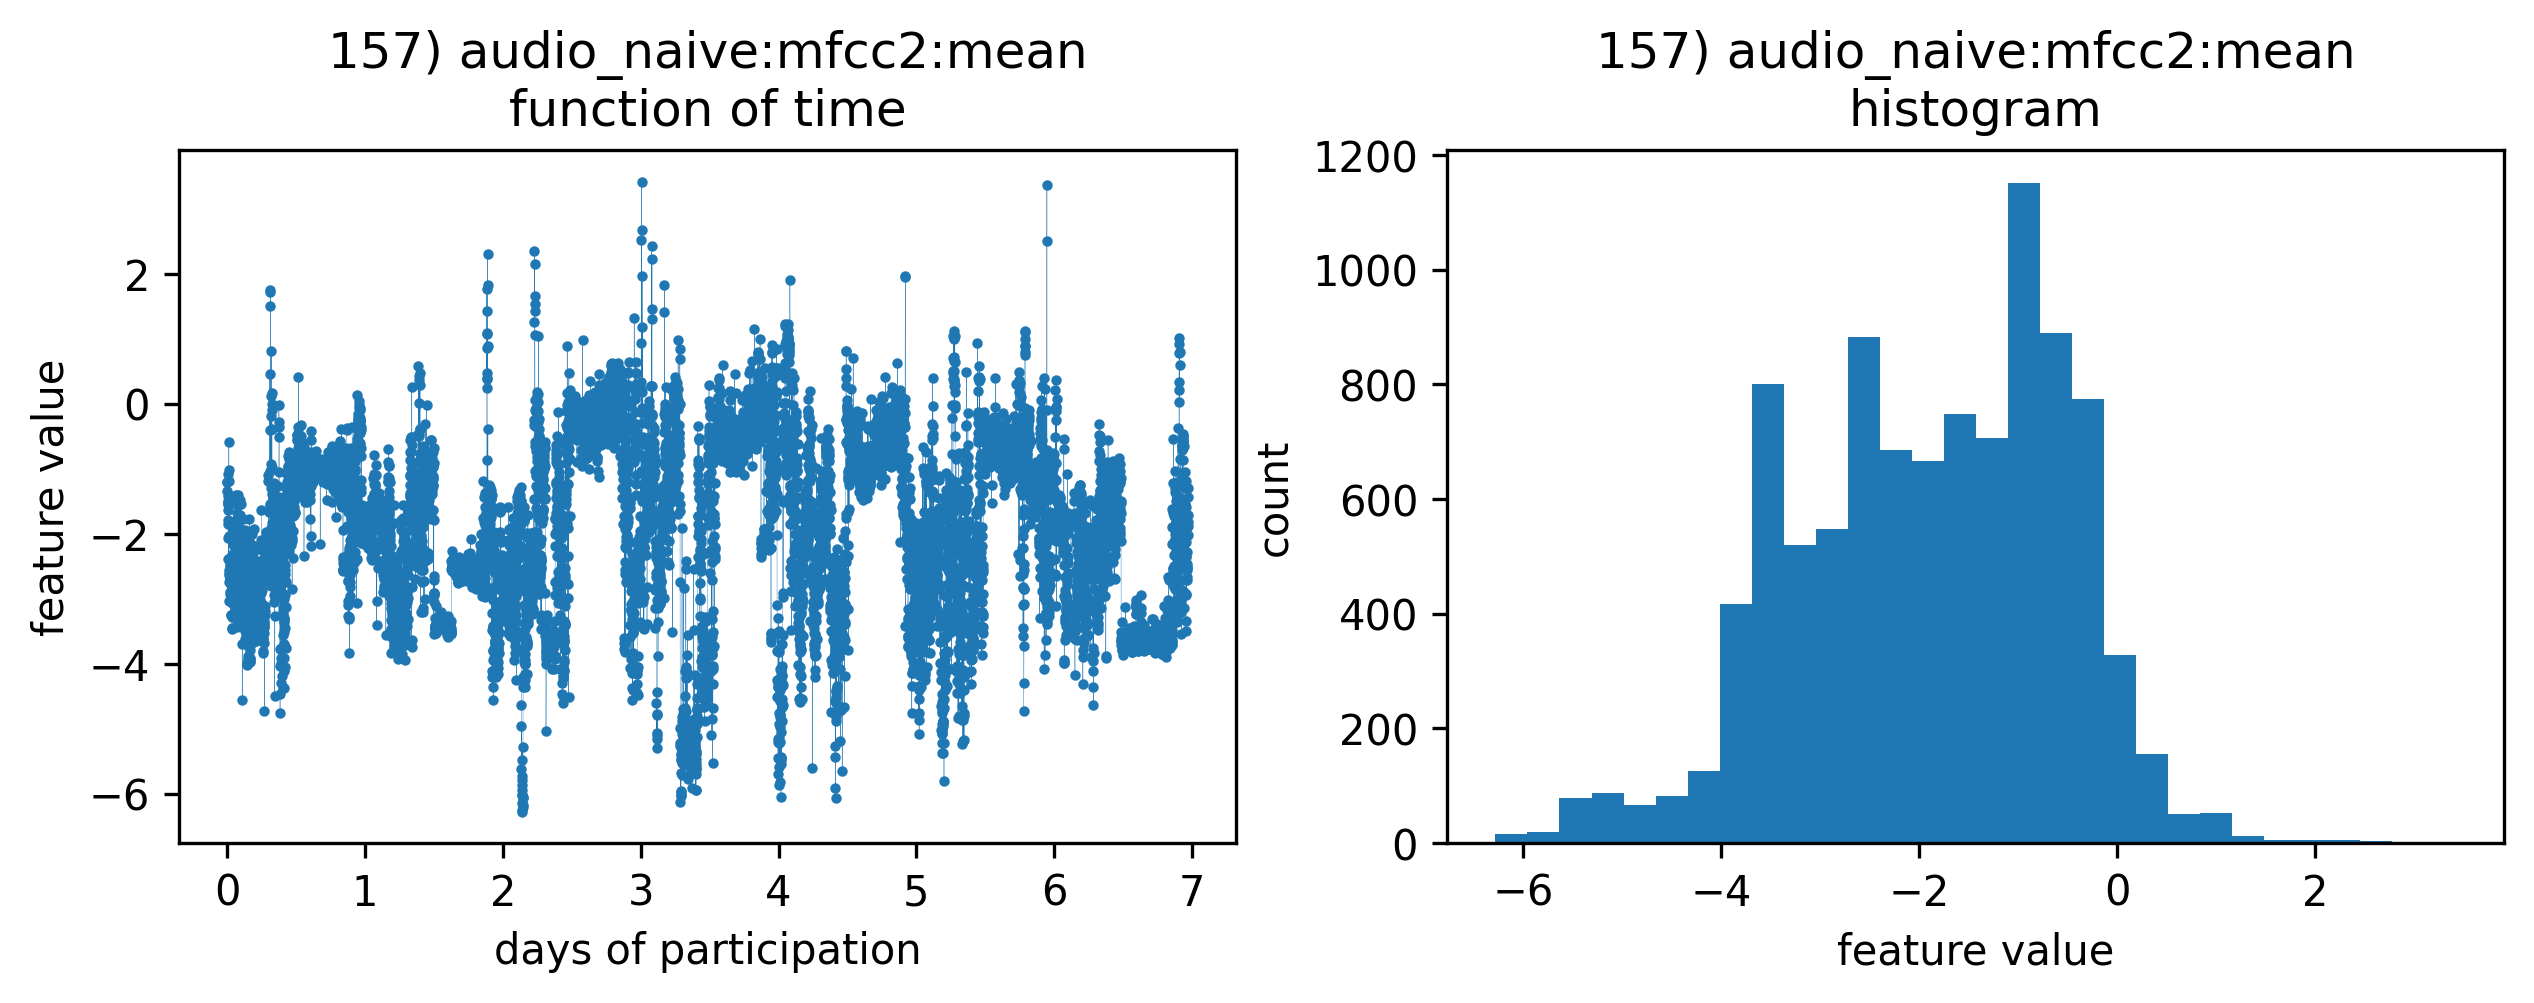 157) audio_naive:mfcc2:mean
function of time
feature value
2
0
−2
−4
−6
0 1 2 3 4 5 6 7
days of participation
157) audio_naive:mfcc2:mean
histogram
count
1200
1000
800
600
400
200
0
−6 −4 −2 0 2
feature value